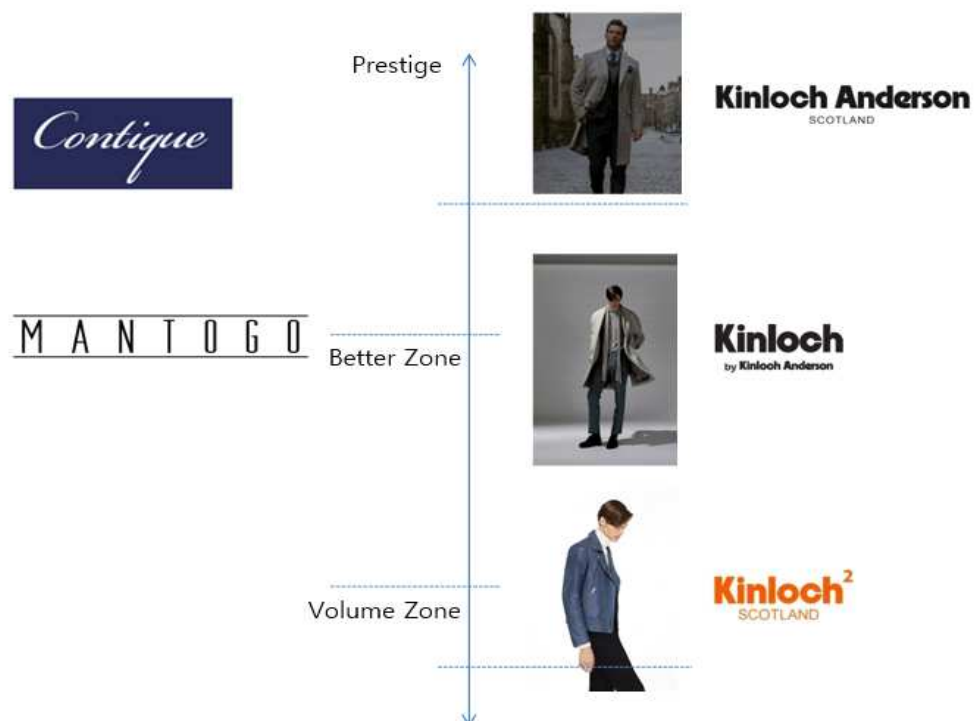 Prestige
Kinloch Anderson
SCOTLAND
Contique
MANTOGO
Better Zone
Kinloch
by Kinloch Anderson
Volume Zone
Kinloch²
SCOTLAND